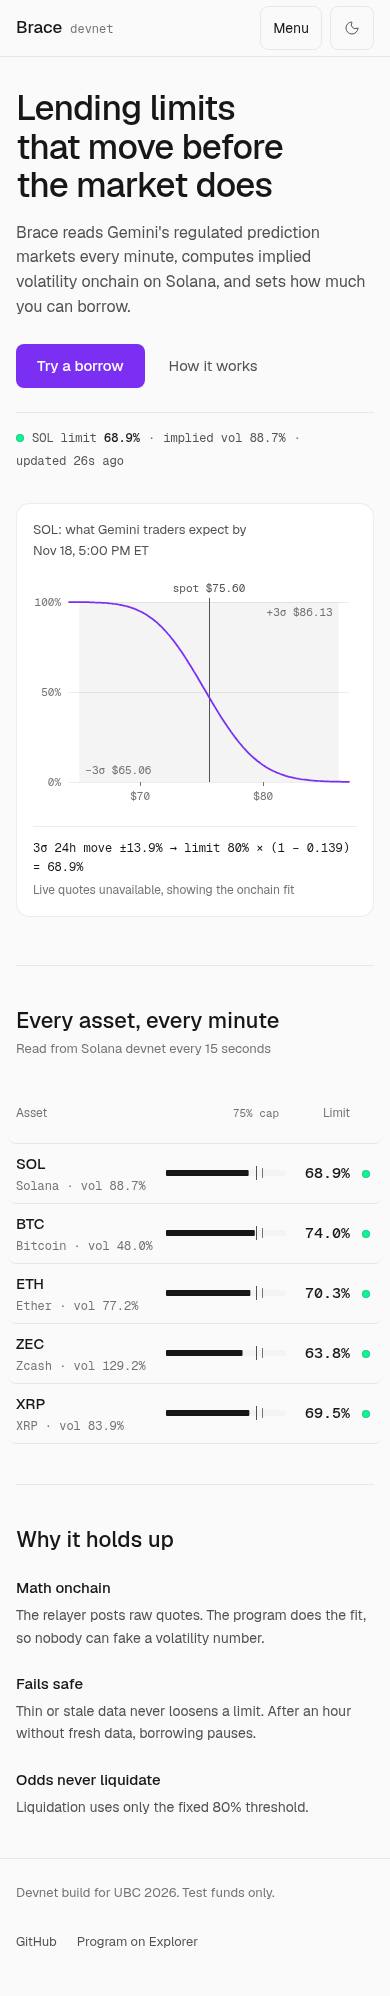 Brace devnet
Menu
Lending limits
that move before
the market does
Brace reads Gemini's regulated prediction
markets every minute, computes implied
volatility onchain on Solana, and sets how much
you can borrow.
Try a borrow
How it works
SOL limit 68.9% · implied vol 88.7% ·
updated 26s ago
SOL: what Gemini traders expect by
Nov 18, 5:00 PM ET
spot $75.60
100%
+3σ $86.13
50%
−3σ $65.06
0%
$70
$80
3σ 24h move ±13.9% → limit 80% × (1 − 0.139)
= 68.9%
Live quotes unavailable, showing the onchain fit
Every asset, every minute
Read from Solana devnet every 15 seconds
Asset
75% cap
Limit
SOL
68.9%
Solana · vol 88.7%
BTC
74.0%
Bitcoin · vol 48.0%
ETH
70.3%
Ether · vol 77.2%
ZEC
63.8%
Zcash · vol 129.2%
XRP
69.5%
XRP · vol 83.9%
Why it holds up
Math onchain
The relayer posts raw quotes. The program does the fit,
so nobody can fake a volatility number.
Fails safe
Thin or stale data never loosens a limit. After an hour
without fresh data, borrowing pauses.
Odds never liquidate
Liquidation uses only the fixed 80% threshold.
Devnet build for UBC 2026. Test funds only.
GitHub
Program on Explorer